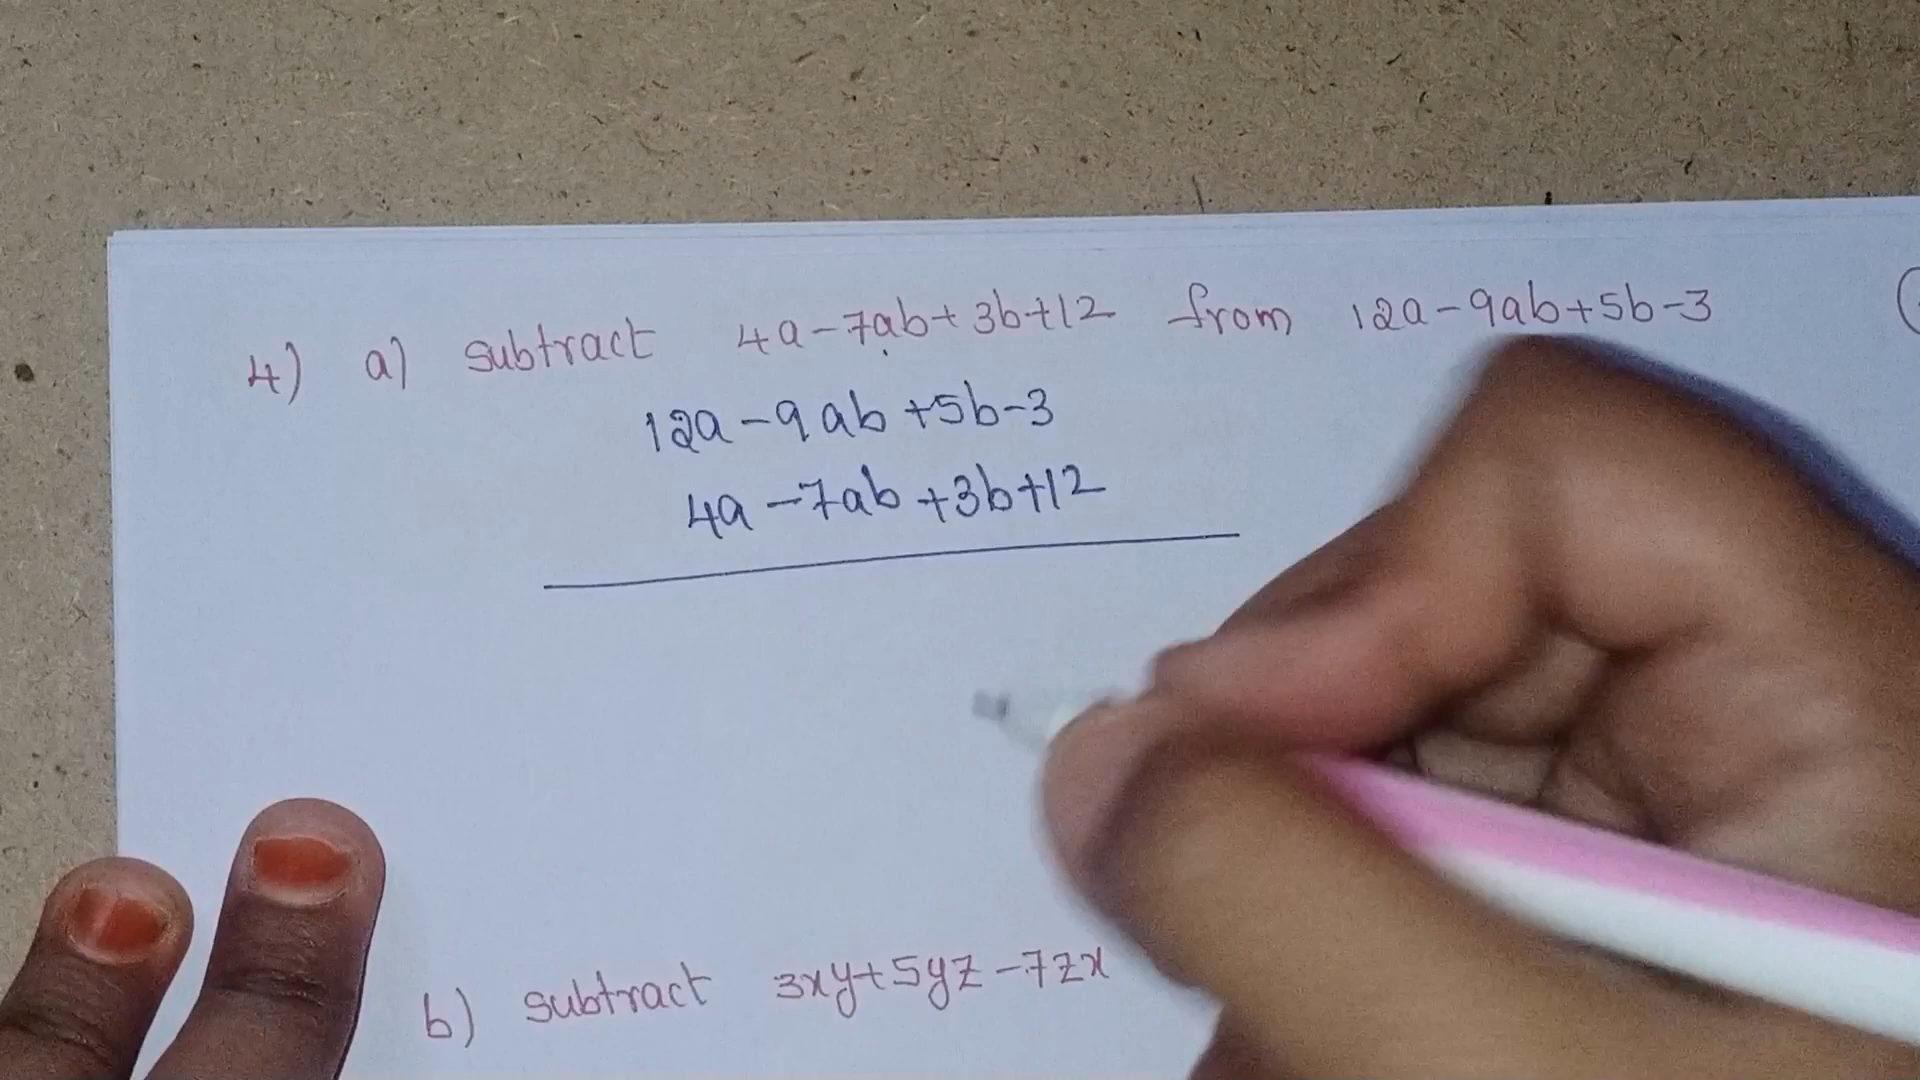 4) a) subtract 4a-7ab+3b+12 from 12a-9ab+5b-3
12a-9ab+5b-3
4a-7ab+3b+12
b) subtract 3xy+5yz-7zx